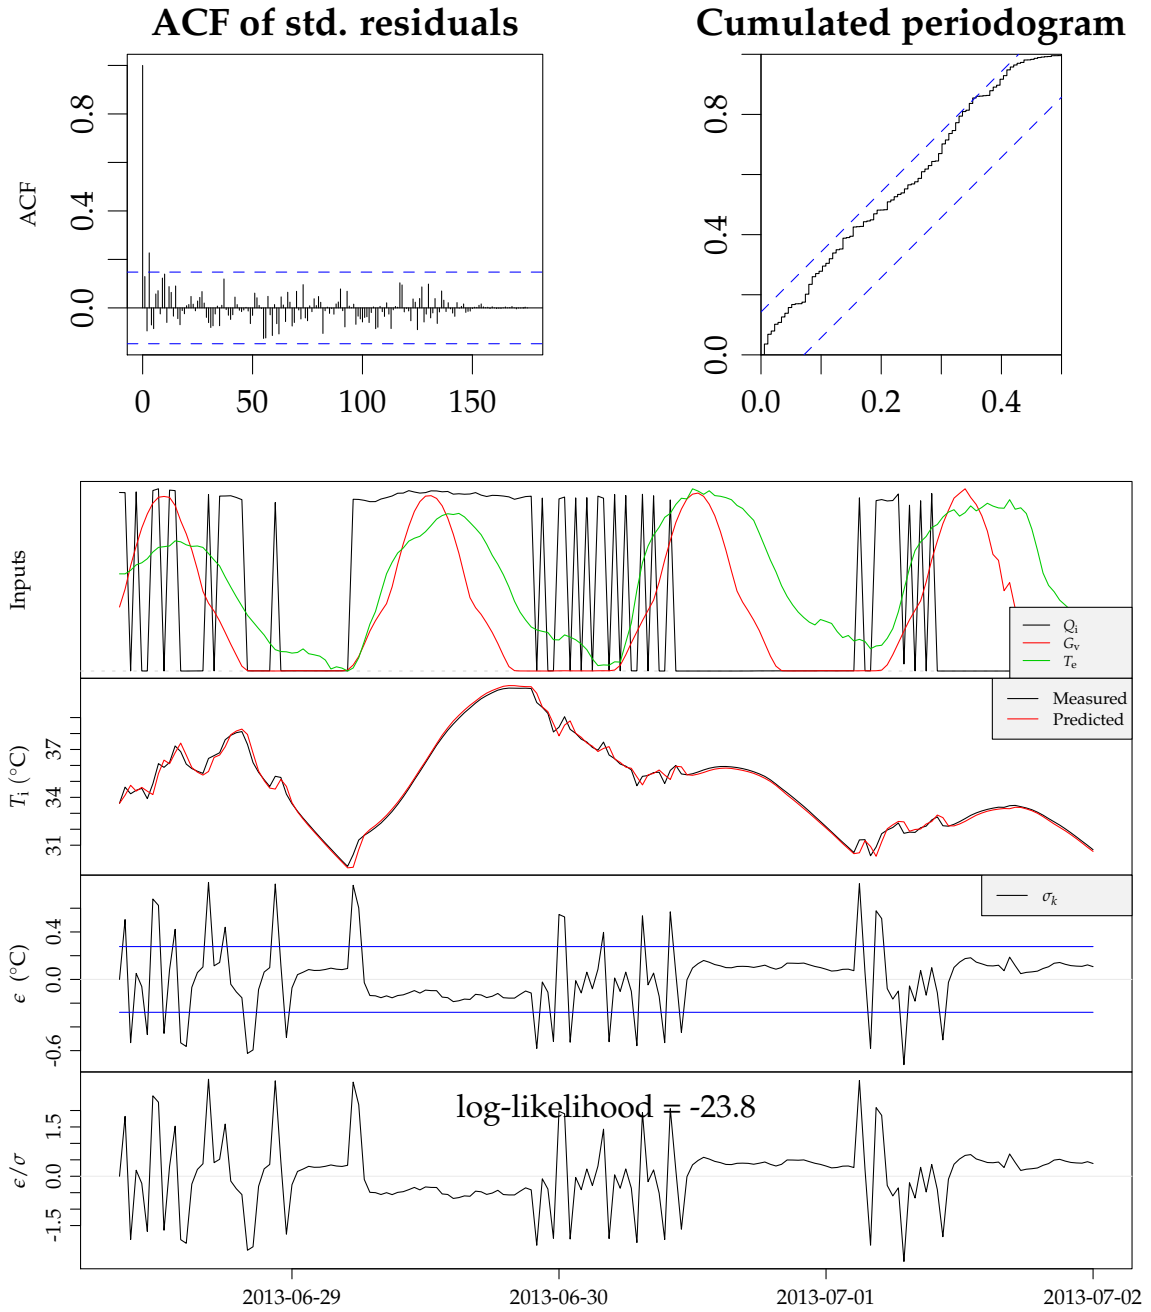 ACF of std. residuals
Cumulated periodogram
ACF
0.0 0.4 0.8
0 50 100 150
0.0 0.4 0.8
0.0 0.2 0.4
Inputs
Qi
Gv
Te
Ti (°C)
31 34 37
Measured
Predicted
ϵ (°C)
-0.6 0.0 0.4
σk
ϵ/σ
-1.5 0.0 1.5
log-likelihood = -23.8
2013-06-29 2013-06-30 2013-07-01 2013-07-02